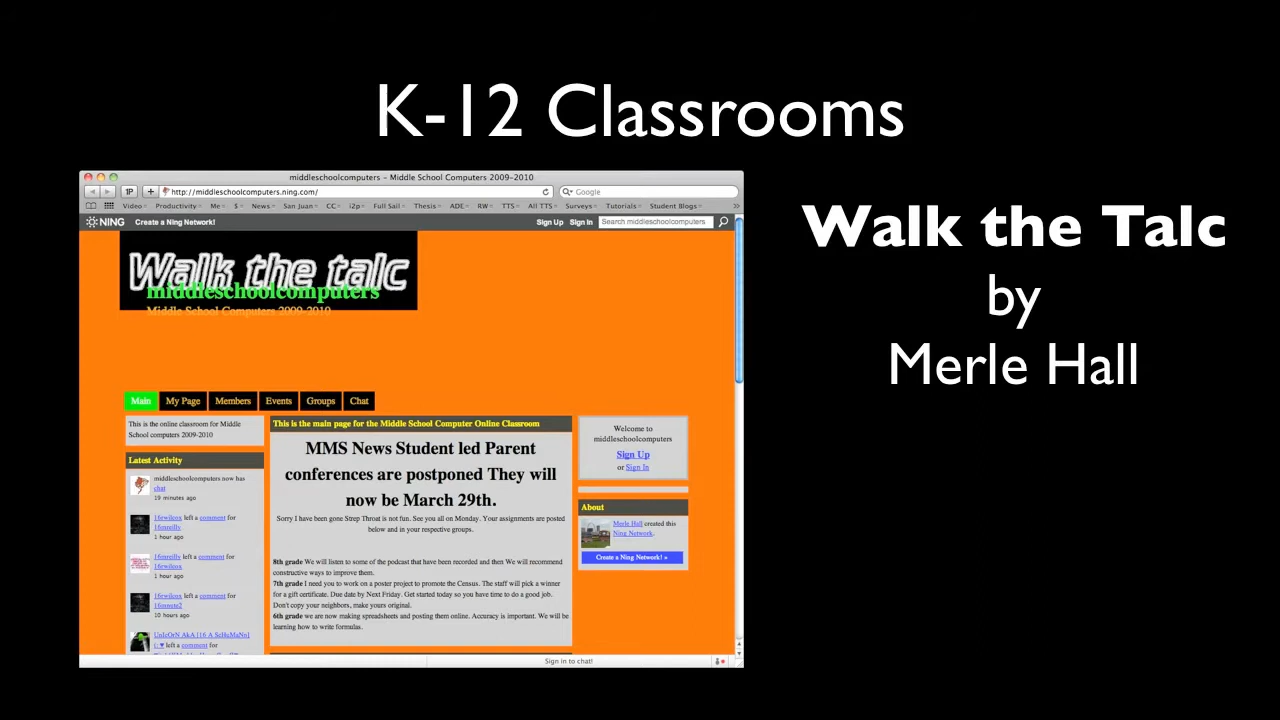 K-12 Classrooms
middleschoolcomputers - Middle School Computers 2009-2010
1P + http://middleschoolcomputers.ning.com/ Google
Video Productivity Me $ News San Juan CC i2p Full Sail Thesis ADE RW TTS All TTS Surveys Tutorials Student Blogs >>
NING Create a Ning Network! Sign Up Sign In Search middleschoolcomputers
Walk the talc
middleschoolcomputers
Middle School Computers 2009-2010
Main My Page Members Events Groups Chat
This is the online classroom for Middle
School computers 2009-2010
Latest Activity
middleschoolcomputers now has
chat
19 minutes ago
16rwilcox left a comment for
16mreilly
1 hour ago
16mreilly left a comment for
16rwilcox
1 hour ago
16rwilcox left a comment for
10 hours ago
UnIcOrN AkA [16 A ScHuMaNn]
(: ♥ left a comment for
This is the main page for the Middle School Computer Online Classroom
MMS News Student led Parent
conferences are postponed They will
now be March 29th.
Sorry I have been gone Strep Throat is not fun. See you all on Monday. Your assignments are posted
below and in your respective groups.
8th grade We will listen to some of the podcast that have been recorded and then We will recommend
constructive ways to improve them.
7th grade I need you to work on a poster project to promote the Census. The staff will pick a winner
for a gift certificate. Due date by Next Friday. Get started today so you have time to do a good job.
Don't copy your neighbors, make yours original.
6th grade we are now making spreadsheets and posting them online. Accuracy is important. We will be
learning how to write formulas.
Welcome to
middleschoolcomputers
Sign Up
or Sign In
About
Merle Hall created this
Ning Network.
Create a Ning Network! »
Sign in to chat!
Walk the Talc
by
Merle Hall